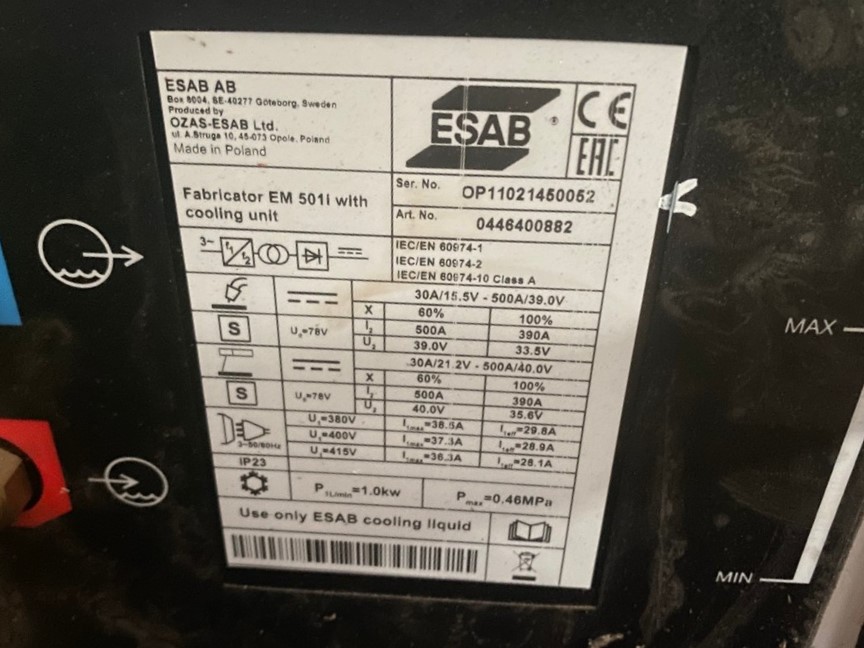 ESAB AB
Box 8004, SE-40277 Göteborg, Sweden
Produced by
OZAS-ESAB Ltd.
ul. A.Struga 10, 45-073 Opole, Poland
Made in Poland
ESAB ®
CE
EAC
Fabricator EM 501i with
cooling unit
Ser. No. OP11021450052
Art. No. 0446400882
3~ f1/f2
IEC/EN 60974-1
IEC/EN 60974-2
IEC/EN 60974-10 Class A
30A/15.5V - 500A/39.0V
X 60% 100%
S U₀=78V I₂ 500A 390A
U₂ 39.0V 33.5V
30A/21.2V - 500A/40.0V
X 60% 100%
S U₀=78V I₂ 500A 390A
U₂ 40.0V 35.6V
U₁=380V I₁max=38.6A I₁eff=29.8A
3~50/60Hz U₁=400V I₁max=37.3A I₁eff=28.9A
U₁=415V I₁max=36.3A I₁eff=28.1A
IP23
P1L/min=1.0kw Pmax=0.46MPa
Use only ESAB cooling liquid
MAX
MIN